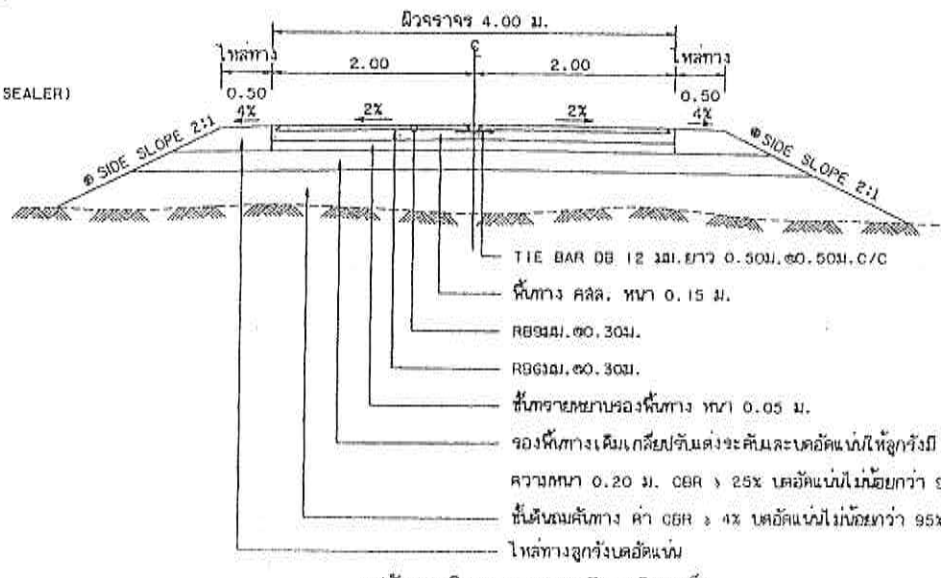 ผิวจราจร 4.00 ม.
ไหล่ทาง 2.00 ⅊ 2.00 ไหล่ทาง
SEALER)
0.50 0.50
4% 2% 2% 4%
SIDE SLOPE 2:1 SIDE SLOPE 2:1
TIE BAR DB 12 มม.ยาว 0.50ม.@0.50ม.C/C
พื้นทาง คสล. หนา 0.15 ม.
RB9มม.@0.30ม.
RB6มม.@0.30ม.
ชั้นทรายหยาบรองพื้นทาง หนา 0.05 ม.
รองพื้นทางเดิมเกลี่ยปรับแต่งระดับและบดอัดแน่นให้ลูกรังมี
ความหนา 0.20 ม. CBR > 25% บดอัดแน่นไม่น้อยกว่า 9
ชั้นดินถมคันทาง ค่า CBR > 4% บดอัดแน่นไม่น้อยกว่า 95%
ไหล่ทางลูกรังบดอัดแน่น